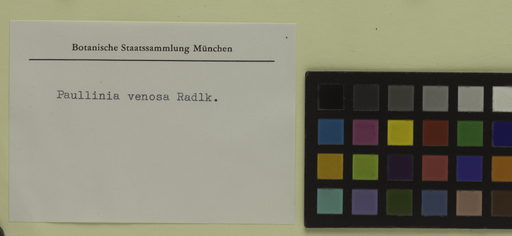 Botanische Staatssammlung München
Paullinia venosa Radlk.